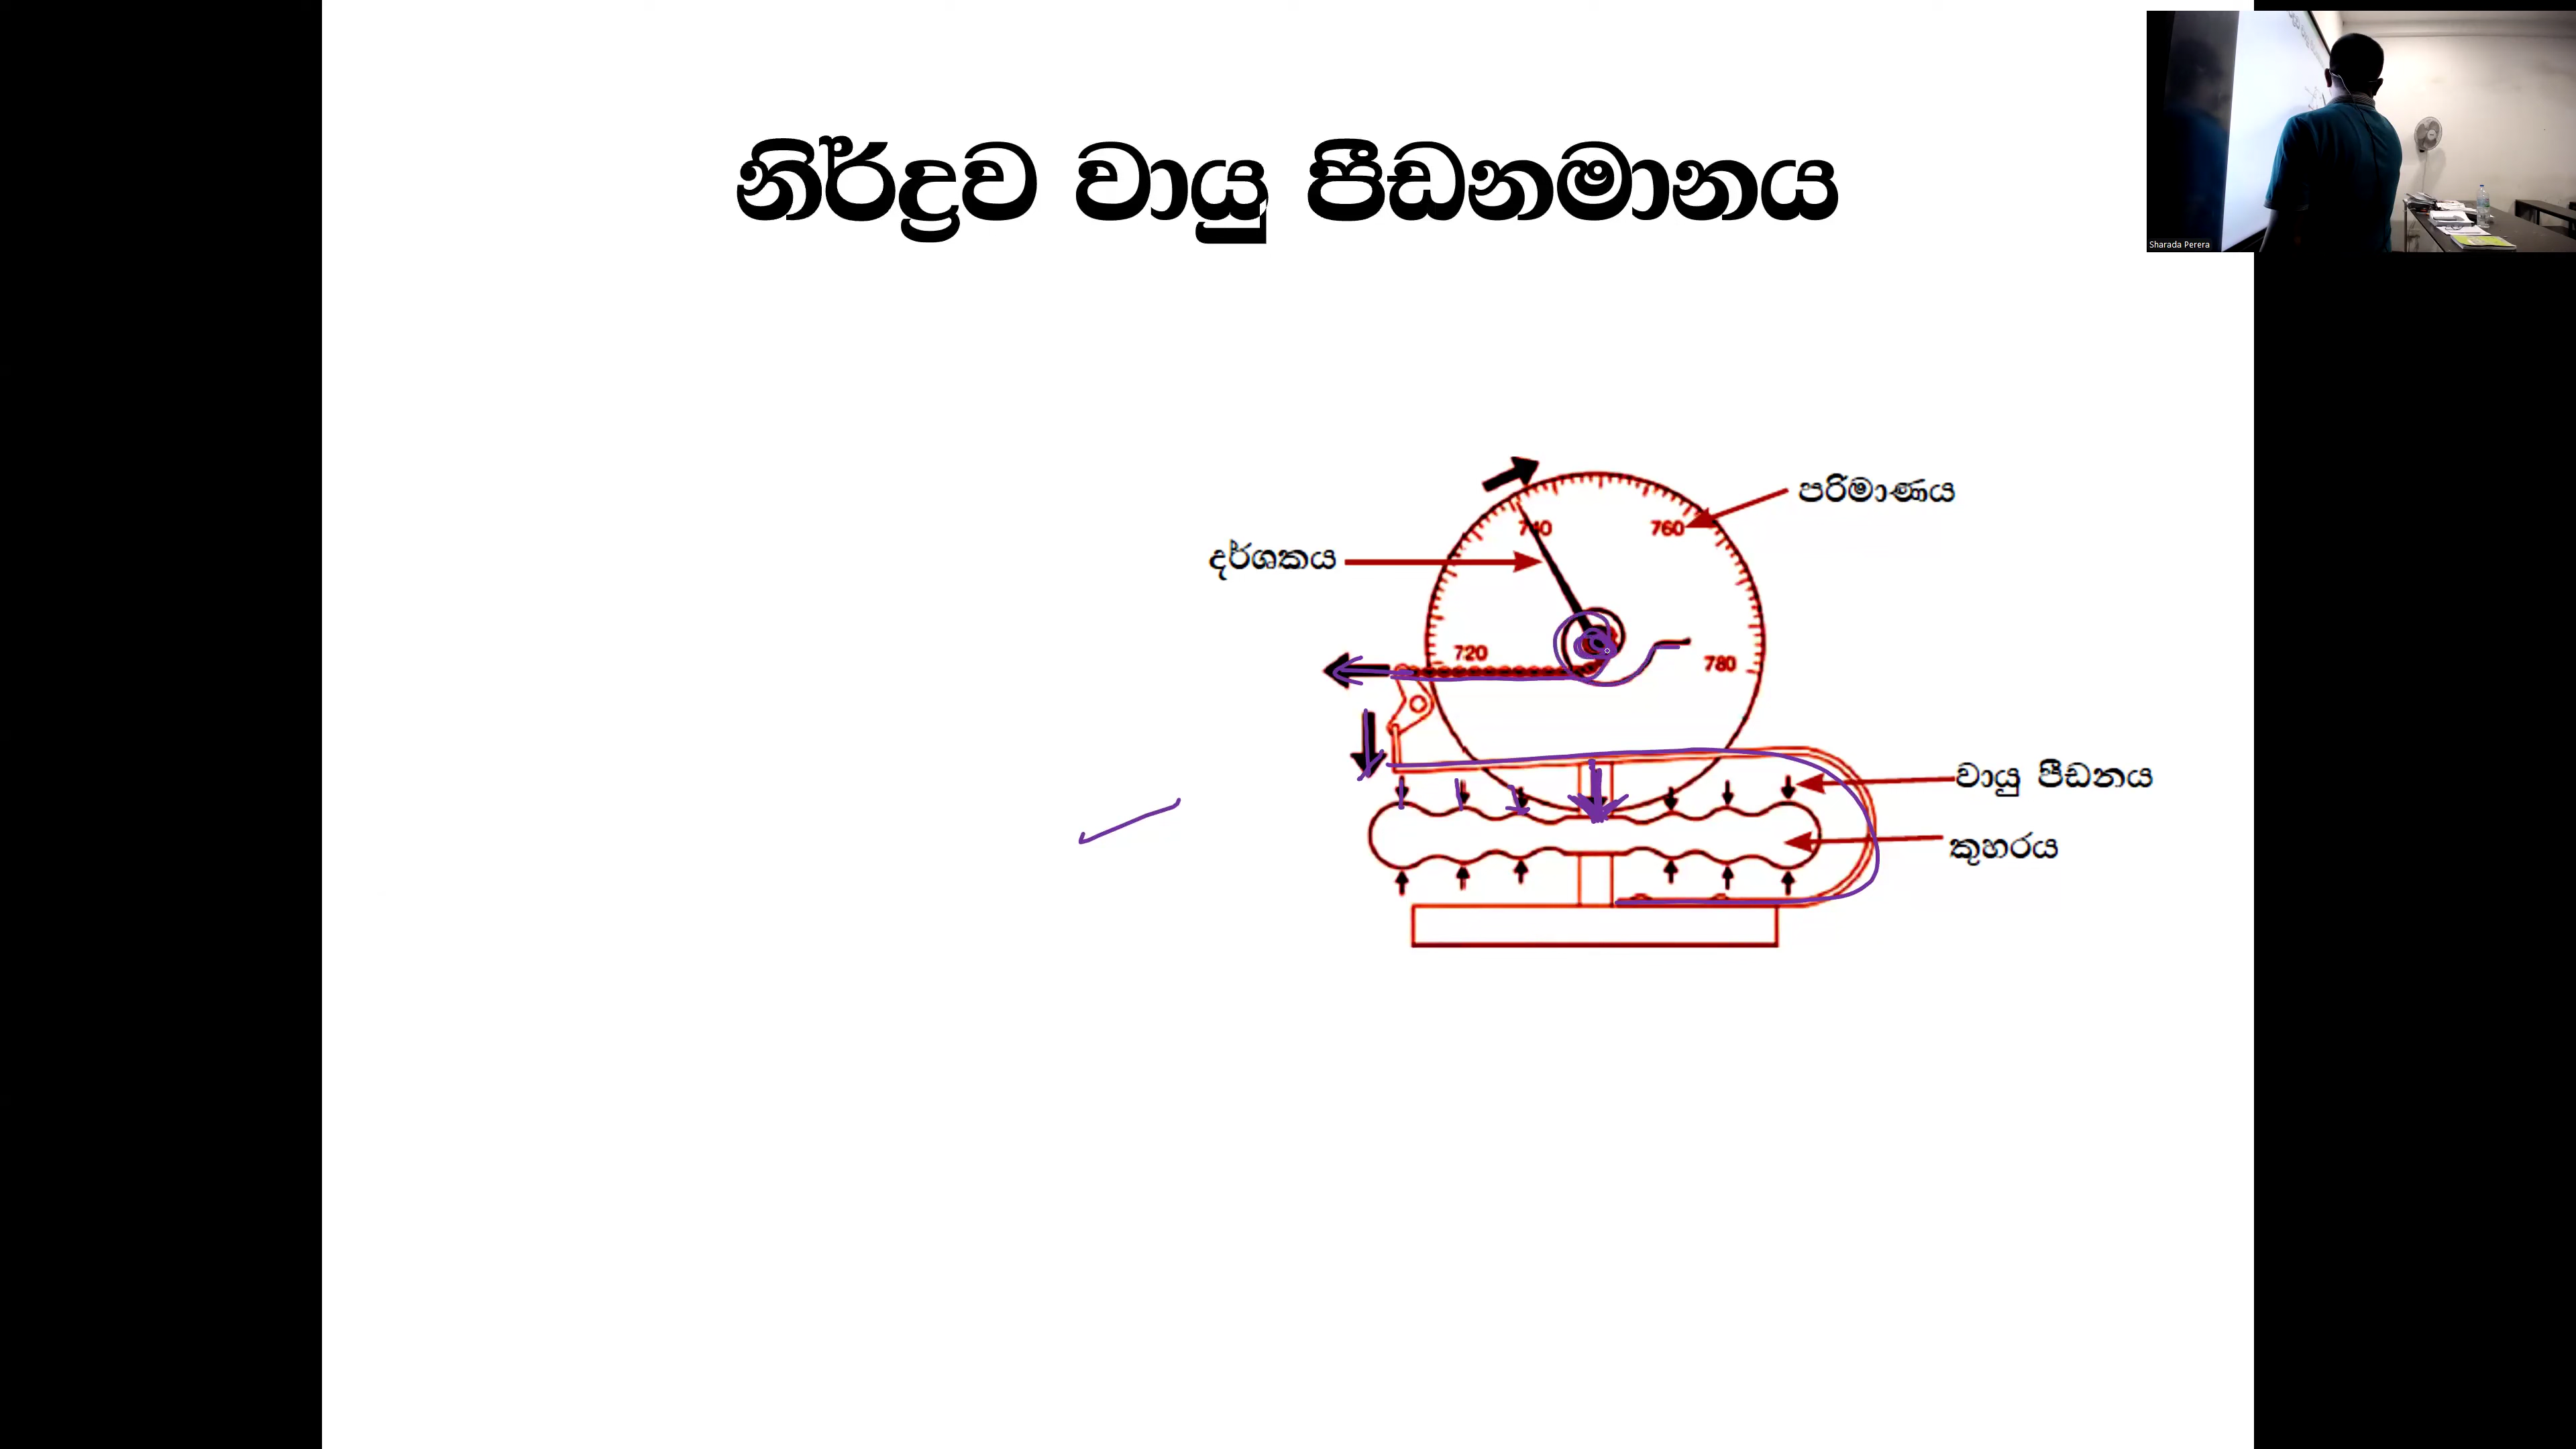 නිර්ද්‍රව වායු පීඩනමානය
Sharada Perera
පරිමාණය
740
760
දර්ශකය
720
780
වායු පීඩනය
කුහරය